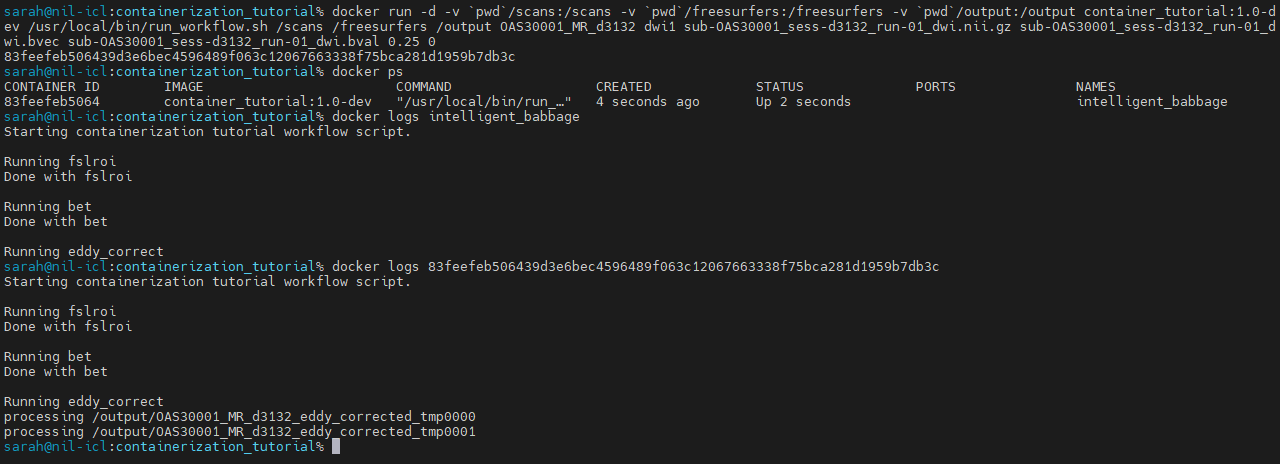 sarah@nil-icl:containerization_tutorial% docker run -d -v `pwd`/scans:/scans -v `pwd`/freesurfers:/freesurfers -v `pwd`/output:/output container_tutorial:1.0-d
ev /usr/local/bin/run_workflow.sh /scans /freesurfers /output OAS30001_MR_d3132 dwi1 sub-OAS30001_sess-d3132_run-01_dwi.nii.gz sub-OAS30001_sess-d3132_run-01_d
wi.bvec sub-OAS30001_sess-d3132_run-01_dwi.bval 0.25 0
83feefeb506439d3e6bec4596489f063c12067663338f75bca281d1959b7db3c
sarah@nil-icl:containerization_tutorial% docker ps
CONTAINER ID IMAGE COMMAND CREATED STATUS PORTS NAMES
83feefeb5064 container_tutorial:1.0-dev "/usr/local/bin/run_…" 4 seconds ago Up 2 seconds intelligent_babbage
sarah@nil-icl:containerization_tutorial% docker logs intelligent_babbage
Starting containerization tutorial workflow script.
Running fslroi
Done with fslroi
Running bet
Done with bet
Running eddy_correct
sarah@nil-icl:containerization_tutorial% docker logs 83feefeb506439d3e6bec4596489f063c12067663338f75bca281d1959b7db3c
Starting containerization tutorial workflow script.
Running fslroi
Done with fslroi
Running bet
Done with bet
Running eddy_correct
processing /output/OAS30001_MR_d3132_eddy_corrected_tmp0000
processing /output/OAS30001_MR_d3132_eddy_corrected_tmp0001
sarah@nil-icl:containerization_tutorial%